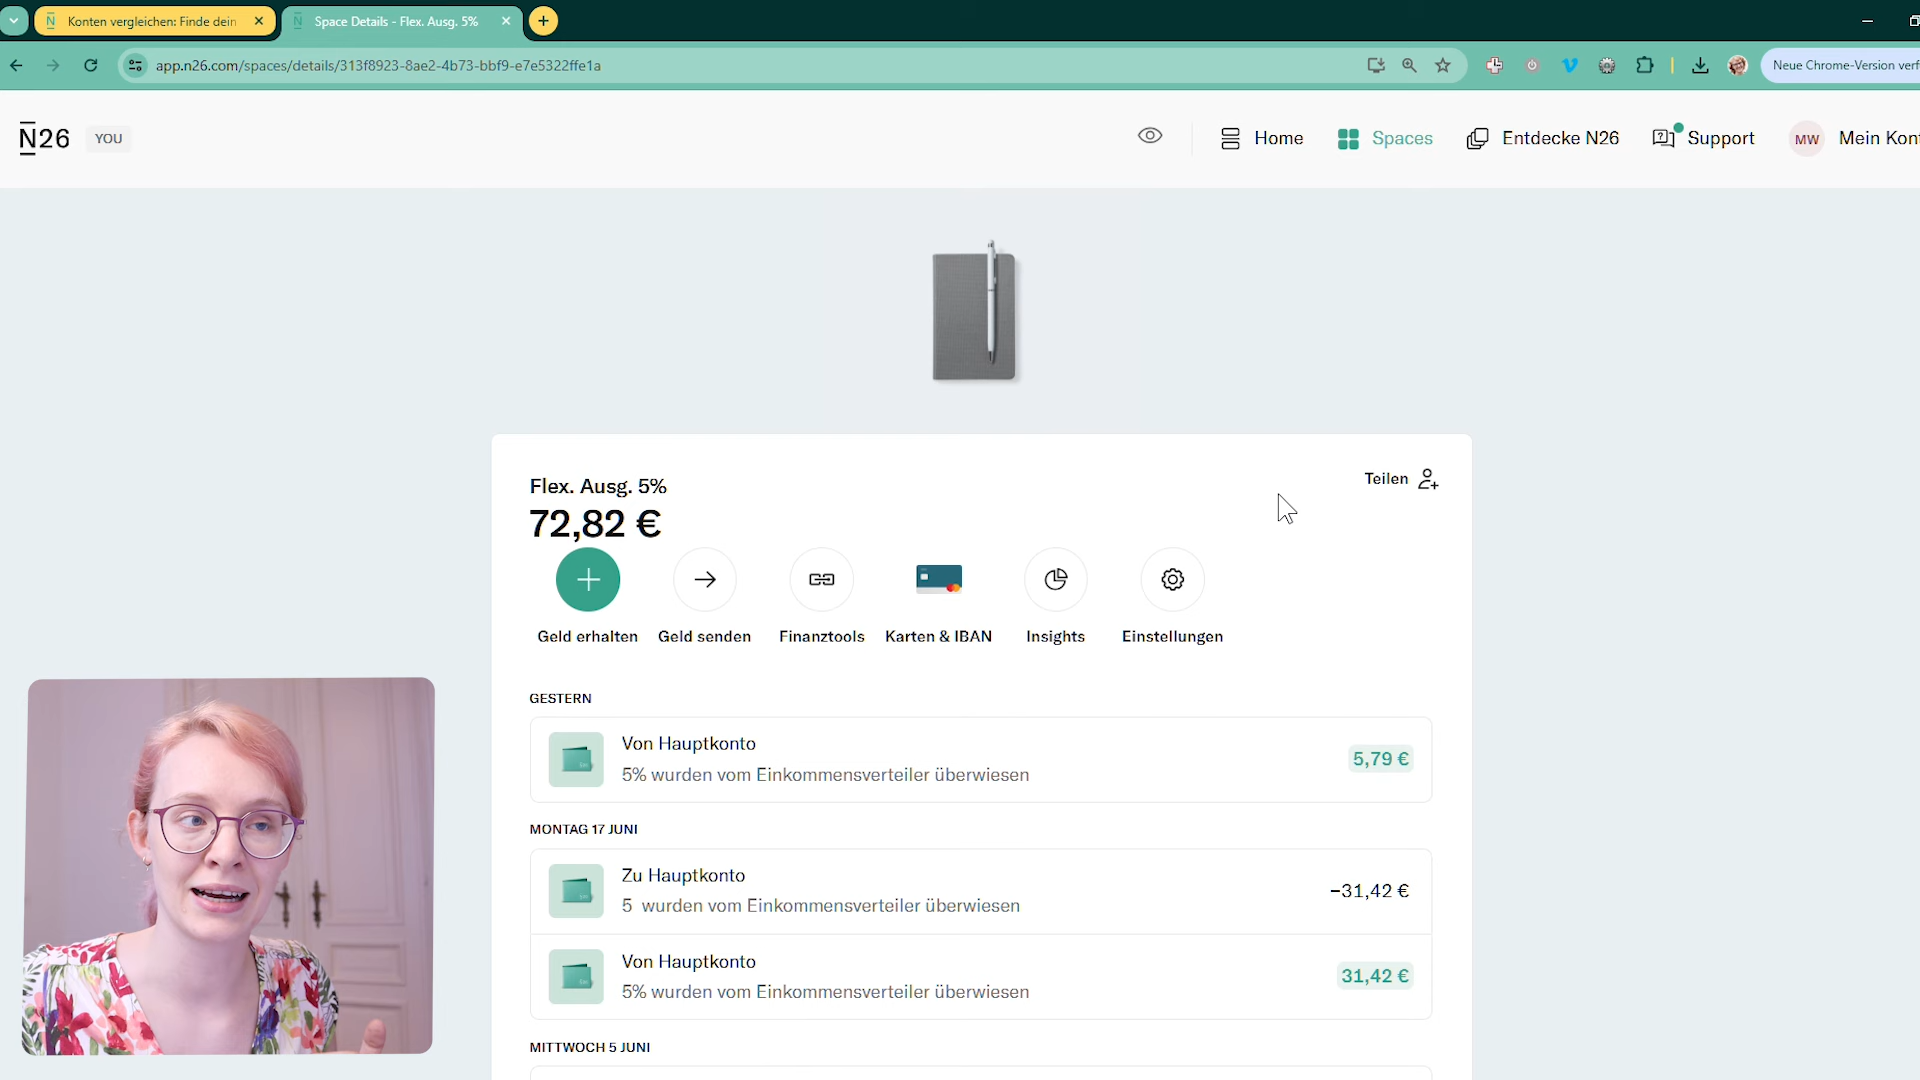 Konten vergleichen: Finde dein
Space Details - Flex. Ausg. 5%
app.n26.com/spaces/details/313f8923-8ae2-4b73-bbf9-e7e5322ffe1a
Neue Chrome-Version verf
N26
YOU
Home
Spaces
Entdecke N26
Support
MW
Mein Kon
Flex. Ausg. 5%
72,82 €
Teilen
Geld erhalten
Geld senden
Finanztools
Karten & IBAN
Insights
Einstellungen
GESTERN
Von Hauptkonto
5% wurden vom Einkommensverteiler überwiesen
5,79 €
MONTAG 17 JUNI
Zu Hauptkonto
5 wurden vom Einkommensverteiler überwiesen
-31,42 €
Von Hauptkonto
5% wurden vom Einkommensverteiler überwiesen
31,42 €
MITTWOCH 5 JUNI